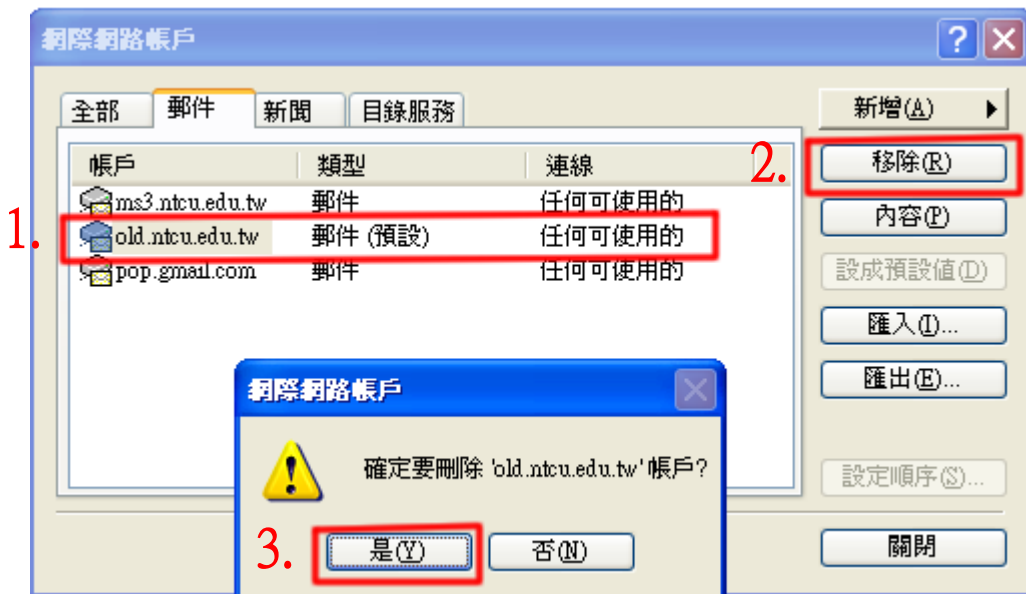 網際網路帳戶
全部 郵件 新聞 目錄服務
新增(A)
帳戶 類型 連線
2. 移除(R)
ms3.ntcu.edu.tw 郵件 任何可使用的
內容(P)
1. old.ntcu.edu.tw 郵件 (預設) 任何可使用的
pop.gmail.com 郵件 任何可使用的
設成預設值(D)
匯入(I)...
匯出(E)...
網際網路帳戶
確定要刪除 'old.ntcu.edu.tw' 帳戶?
設定順序(S)...
3. 是(Y) 否(N)
關閉